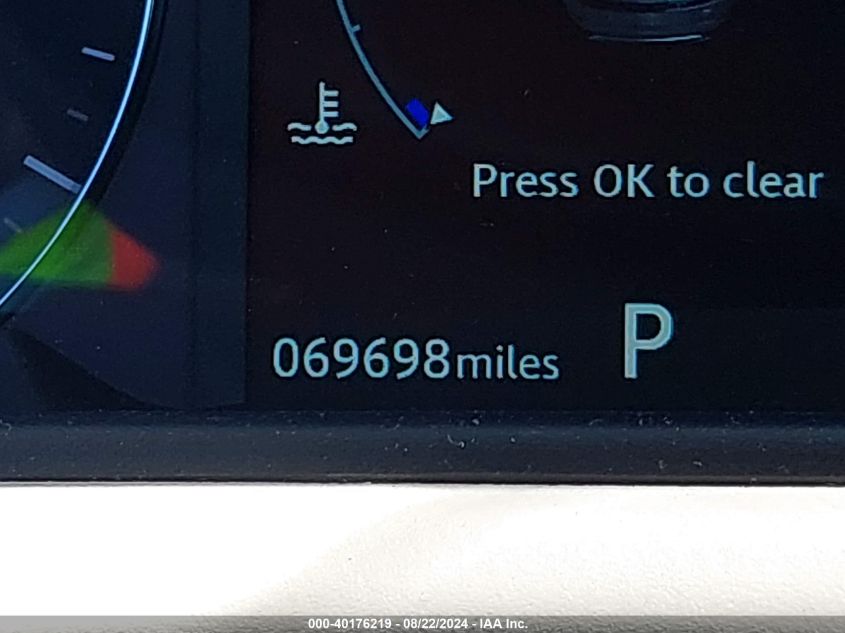 Press OK to clear
069698miles P
000-40176219 - 08/22/2024 - IAA Inc.